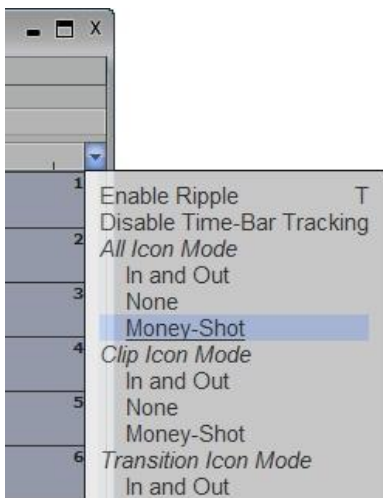 X
1
Enable Ripple T
Disable Time-Bar Tracking
2
All Icon Mode
In and Out
3
None
Money-Shot
4
Clip Icon Mode
In and Out
5
None
Money-Shot
6
Transition Icon Mode
In and Out